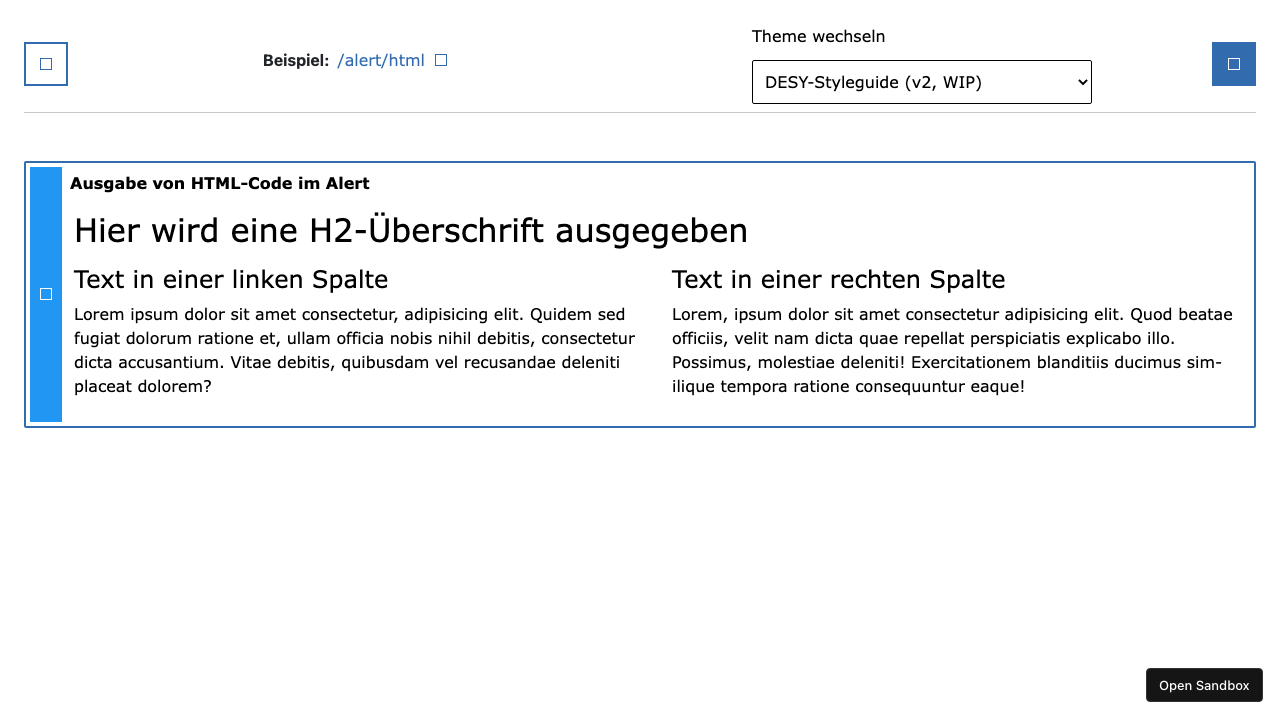 Theme wechseln
Beispiel: /alert/html
DESY-Styleguide (v2, WIP)
Ausgabe von HTML-Code im Alert
Hier wird eine H2-Überschrift ausgegeben
Text in einer linken Spalte
Lorem ipsum dolor sit amet consectetur, adipisicing elit. Quidem sed
fugiat dolorum ratione et, ullam officia nobis nihil debitis, consectetur
dicta accusantium. Vitae debitis, quibusdam vel recusandae deleniti
placeat dolorem?
Text in einer rechten Spalte
Lorem, ipsum dolor sit amet consectetur adipisicing elit. Quod beatae
officiis, velit nam dicta quae repellat perspiciatis explicabo illo.
Possimus, molestiae deleniti! Exercitationem blanditiis ducimus sim-
ilique tempora ratione consequuntur eaque!
Open Sandbox